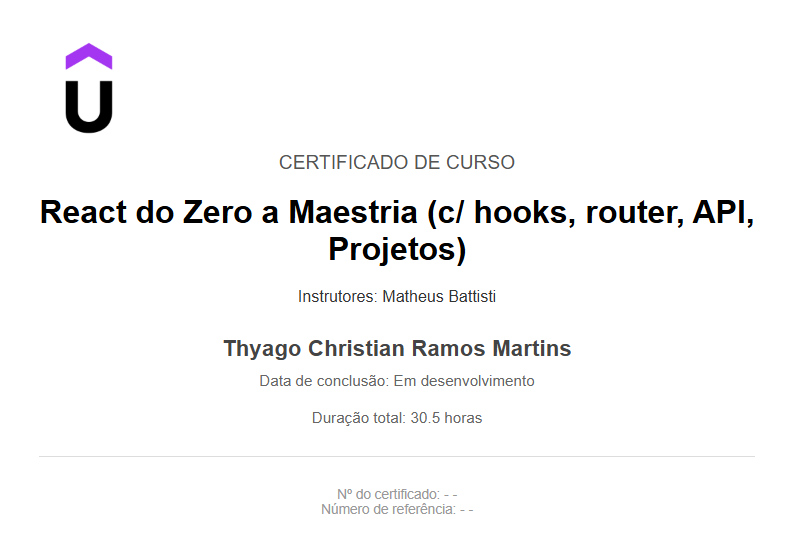 CERTIFICADO DE CURSO
React do Zero a Maestria (c/ hooks, router, API,
Projetos)
Instrutores: Matheus Battisti
Thyago Christian Ramos Martins
Data de conclusão: Em desenvolvimento
Duração total: 30.5 horas
Nº do certificado: - -
Número de referência: - -